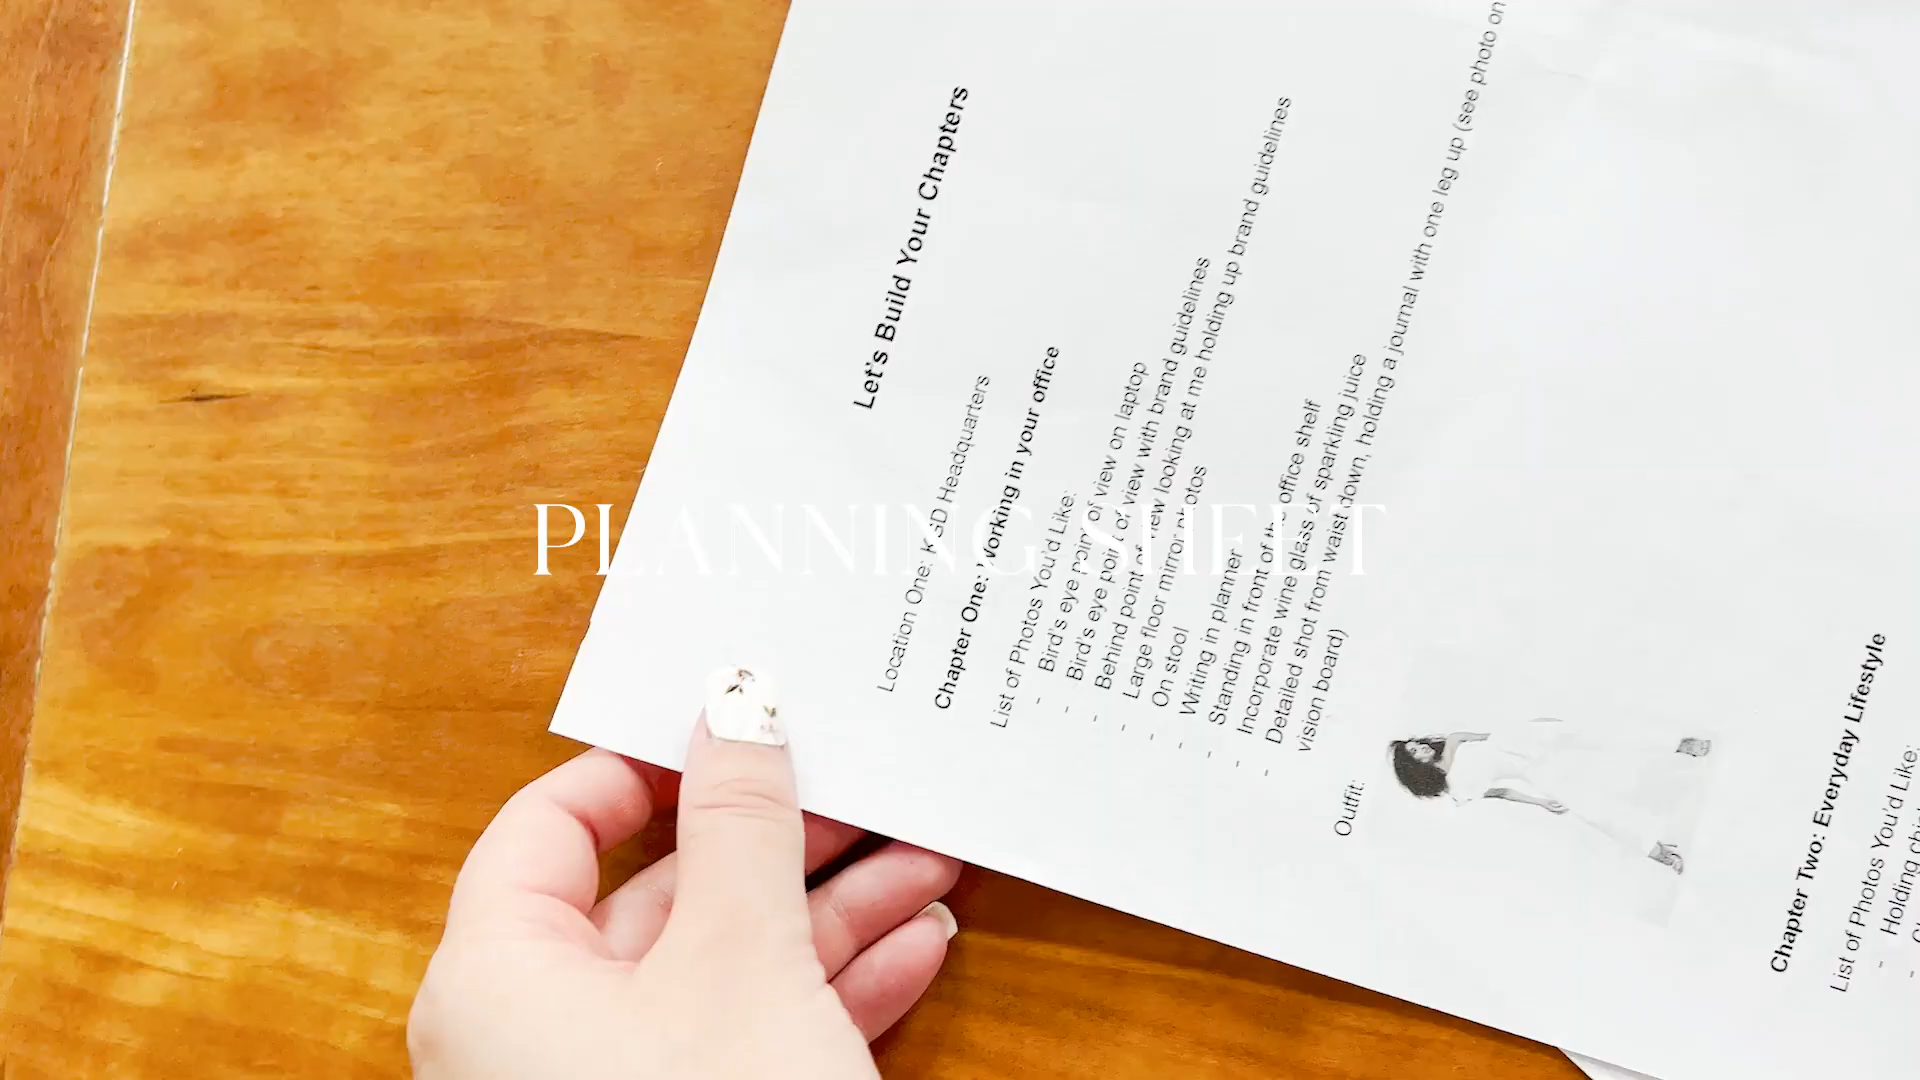 Let's Build Your Chapters
Location One: KGD Headquarters
Chapter One: Working in your office
List of Photos You'd Like:
- Bird's eye point of view on laptop
- Bird's eye point of view with brand guidelines
- Behind point of view looking at me holding up brand guidelines
- Large floor mirror photos
- On stool
- Writing in planner
- Standing in front of the office shelf
- Incorporate wine glass of sparkling juice
- Detailed shot from waist down, holding a journal with one leg up (see photo on
vision board)
Outfit:
Chapter Two: Everyday Lifestyle
List of Photos You'd Like:
- Holding
PLANNING SHEET